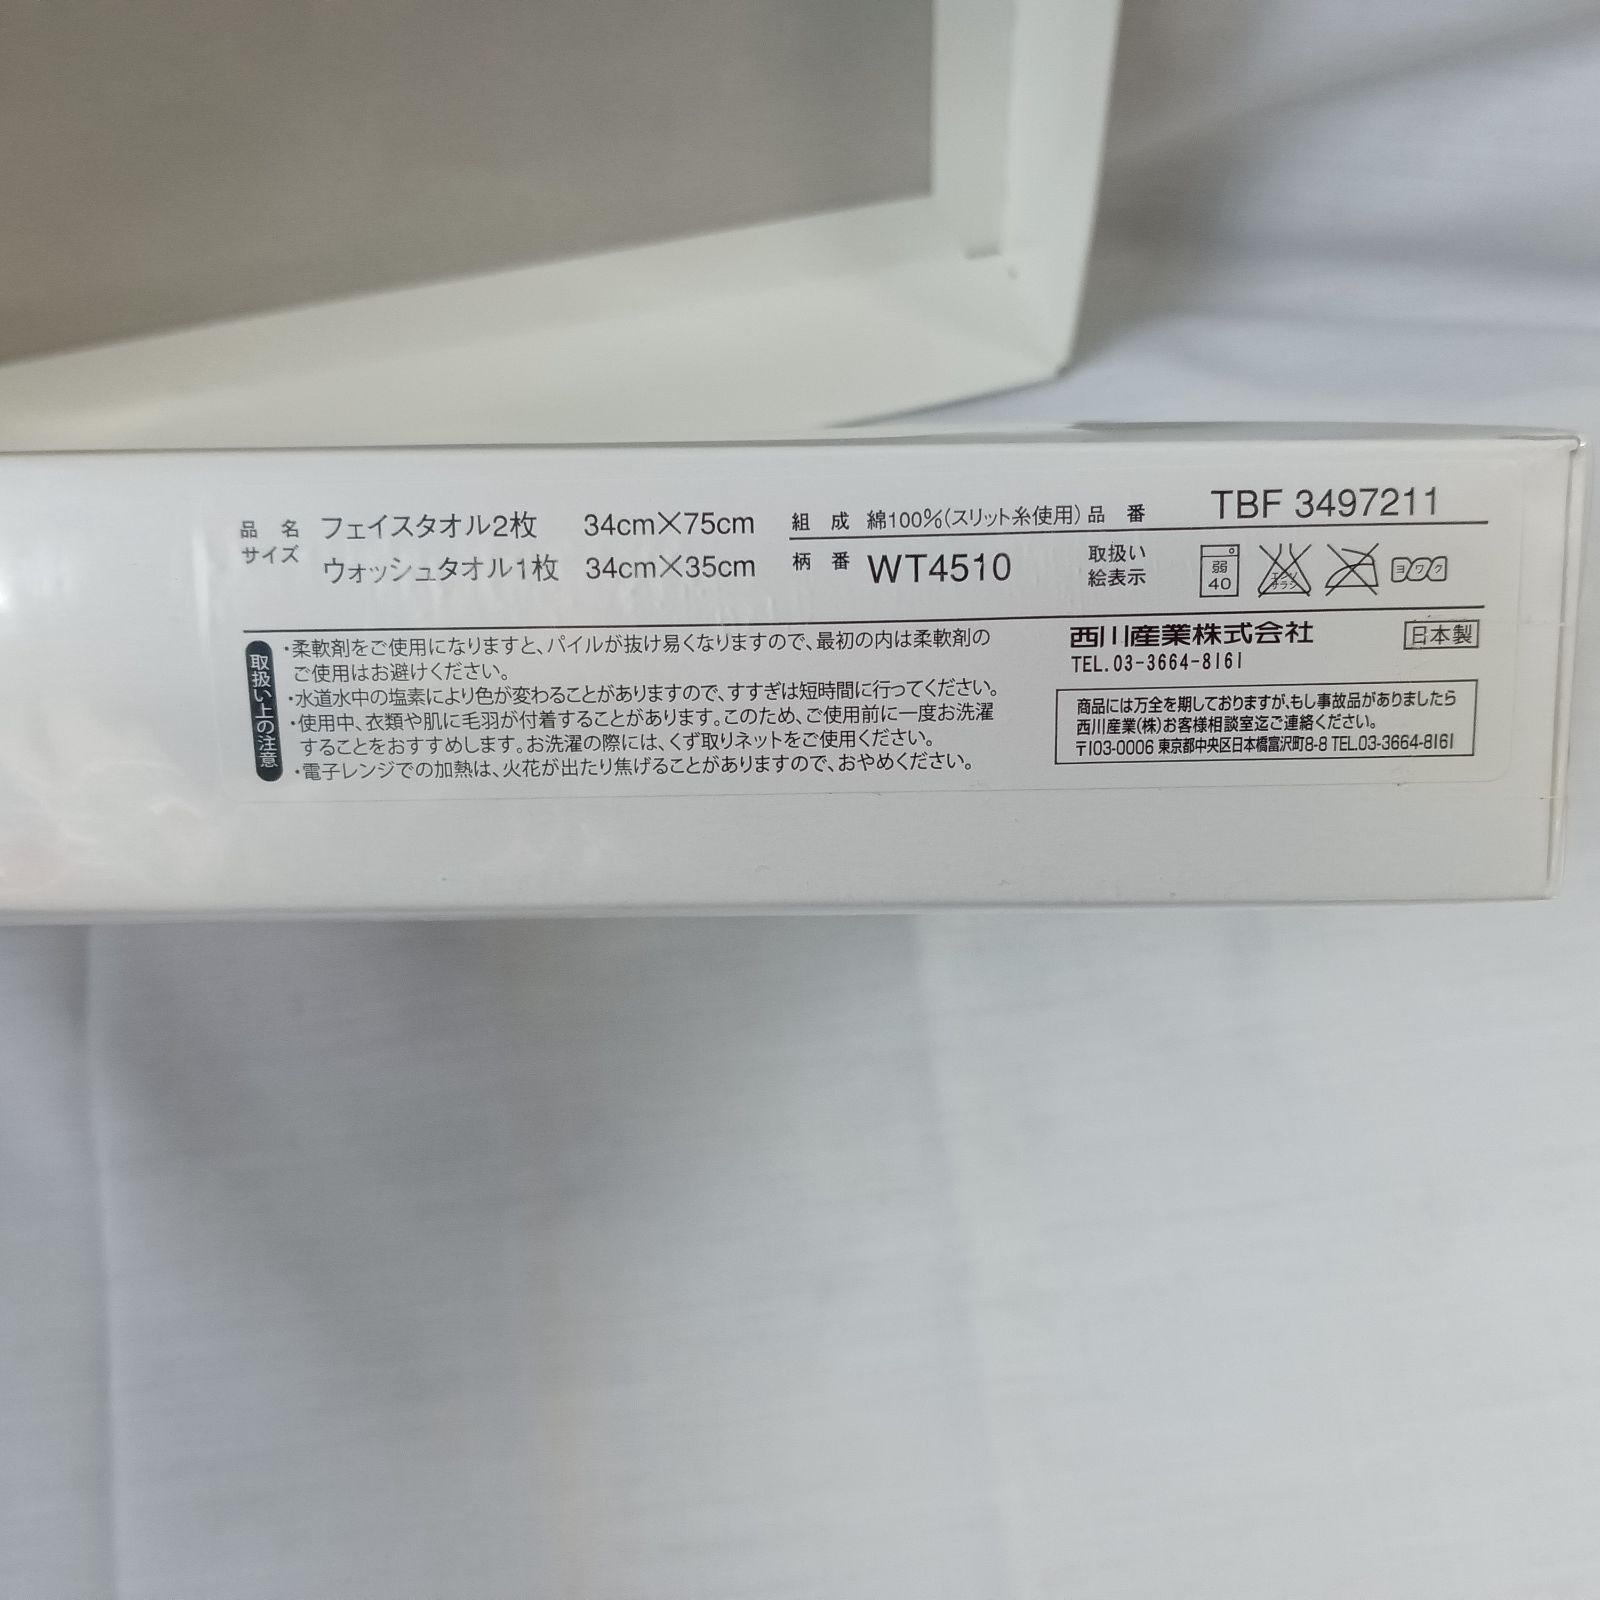 品名 フェイスタオル2枚 34cm×75cm
サイズ ウォッシュタオル1枚 34cm×35cm
組成 綿100%(スリット糸使用)
品番 TBF 3497211
柄番 WT4510
取扱い
絵表示
弱
40
エンソ
サラシ
ヨワク
取扱い上の注意
・柔軟剤をご使用になりますと、パイルが抜け易くなりますので、最初の内は柔軟剤の
ご使用はお避けください。
・水道水中の塩素により色が変わることがありますので、すすぎは短時間に行ってください。
・使用中、衣類や肌に毛羽が付着することがあります。このため、ご使用前に一度お洗濯
することをおすすめします。お洗濯の際には、くず取りネットをご使用ください。
・電子レンジでの加熱は、火花が出たり焦げることがありますので、おやめください。
西川産業株式会社
TEL.03-3664-8161
日本製
商品には万全を期しておりますが、もし事故品がありましたら
西川産業(株)お客様相談室迄ご連絡ください。
〒103-0006 東京都中央区日本橋富沢町8-8 TEL.03-3664-8161